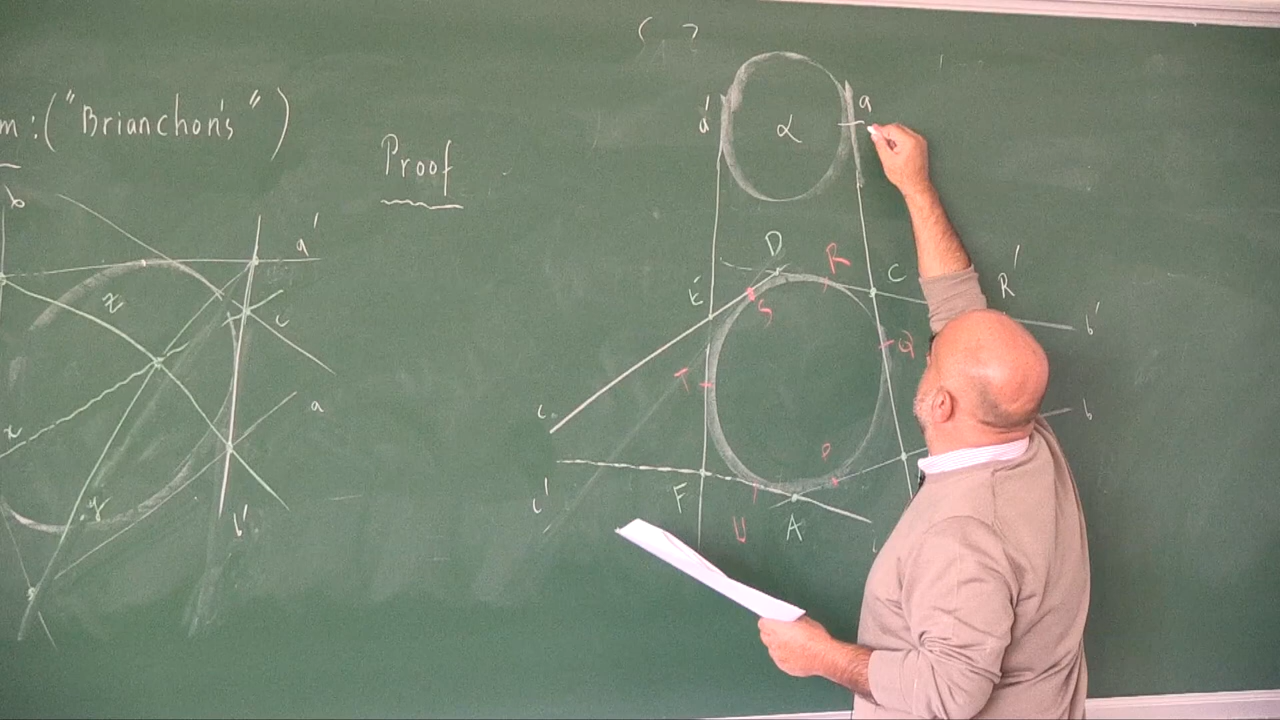 m : ( " Brianchon's " )
b
a'
z
c
a
x
y
b'
Proof
a'
α
a
D
R
E
C
R'
b'
S
Q
T
b
c
P
c'
F
U
A